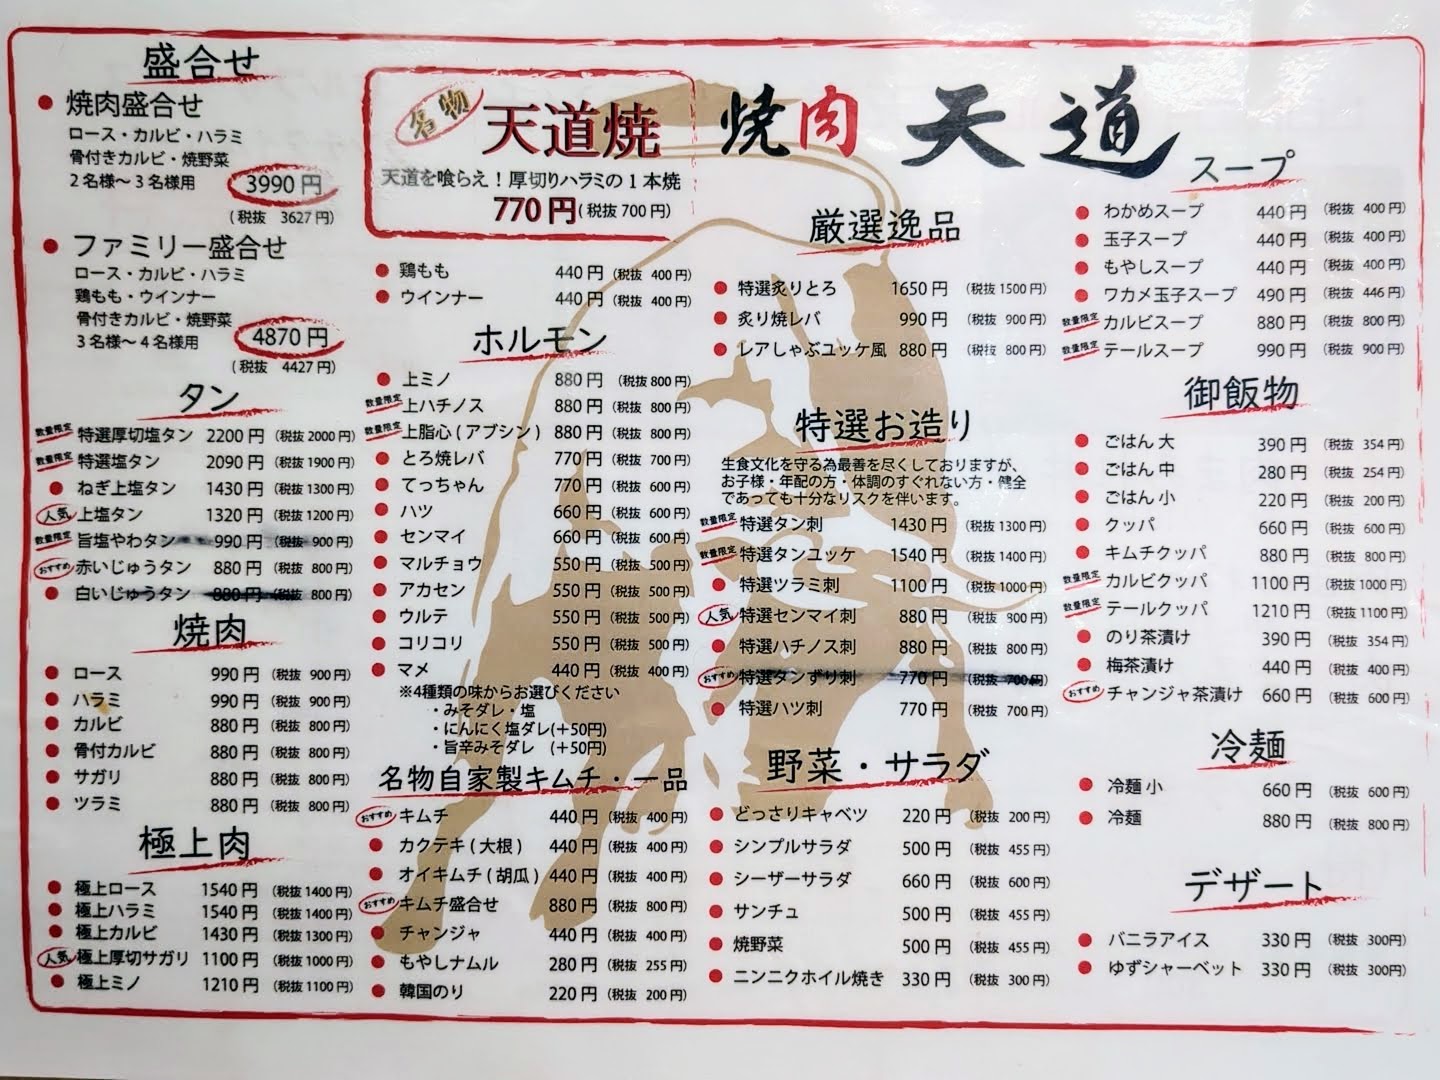 盛合せ
● 焼肉盛合せ
ロース・カルビ・ハラミ
骨付きカルビ・焼野菜
2名様〜3名様用 3990円
(税抜 3627円)
● ファミリー盛合せ
ロース・カルビ・ハラミ
鶏もも・ウインナー
骨付きカルビ・焼野菜
3名様〜4名様用 4870円
(税抜 4427円)
タン
数量限定 特選厚切塩タン 2200円 (税抜2000円)
数量限定 特選塩タン 2090円 (税抜1900円)
● ねぎ上塩タン 1430円 (税抜1300円)
人気 上塩タン 1320円 (税抜1200円)
数量限定 旨塩やわタン 990円 (税抜 900円)
おすすめ 赤いじゅうタン 880円 (税抜 800円)
● 白いじゅうタン 880円 (税抜 800円)
焼肉
● ロース 990円 (税抜 900円)
● ハラミ 990円 (税抜 900円)
● カルビ 880円 (税抜 800円)
● 骨付カルビ 880円 (税抜 800円)
● サガリ 880円 (税抜 800円)
● ツラミ 880円 (税抜 800円)
極上肉
● 極上ロース 1540円 (税抜1400円)
● 極上ハラミ 1540円 (税抜1400円)
● 極上カルビ 1430円 (税抜1300円)
人気 極上厚切サガリ 1100円 (税抜1000円)
● 極上ミノ 1210円 (税抜1100円)
名物 天道焼
天道を喰らえ!厚切りハラミの1本焼
770円(税抜700円)
● 鶏もも 440円 (税抜 400円)
● ウインナー 440円 (税抜 400円)
ホルモン
● 上ミノ 880円 (税抜800円)
数量限定 上ハチノス 880円 (税抜 800円)
数量限定 上脂心(アブシン) 880円 (税抜 800円)
● とろ焼レバ 770円 (税抜 700円)
● てっちゃん 770円 (税抜 600円)
● ハツ 660円 (税抜 600円)
● センマイ 660円 (税抜 600円)
● マルチョウ 550円 (税抜 500円)
● アカセン 550円 (税抜 500円)
● ウルテ 550円 (税抜 500円)
● コリコリ 550円 (税抜 500円)
● マメ 440円 (税抜 400円)
※4種類の味からお選びください
・みそダレ・塩
・にんにく塩ダレ(+50円)
・旨辛みそダレ (+50円)
名物自家製キムチ・一品
おすすめ キムチ 440円 (税抜 400円)
● カクテキ(大根) 440円 (税抜 400円)
● オイキムチ(胡瓜) 440円 (税抜 400円)
おすすめ キムチ盛合せ 880円 (税抜 800円)
● チャンジャ 440円 (税抜 400円)
● もやしナムル 280円 (税抜 255円)
● 韓国のり 220円 (税抜 200円)
焼肉 天道
厳選逸品
● 特選炙りとろ 1650円 (税抜1500円)
● 炙り焼レバ 990円 (税抜 900円)
● レアしゃぶユッケ風 880円 (税抜 800円)
特選お造り
生食文化を守る為最善を尽くしておりますが、
お子様・年配の方・体調のすぐれない方・健全
であっても十分なリスクを伴います。
数量限定 特選タン刺 1430円 (税抜1300円)
数量限定 特選タンユッケ 1540円 (税抜1400円)
● 特選ツラミ刺 1100円 (税抜1000円)
人気 特選センマイ刺 880円 (税抜 800円)
● 特選ハチノス刺 880円 (税抜 800円)
おすすめ 特選タンずり刺 770円 (税抜 700円)
● 特選ハツ刺 770円 (税抜 700円)
野菜・サラダ
● どっさりキャベツ 220円 (税抜 200円)
● シンプルサラダ 500円 (税抜 455円)
● シーザーサラダ 660円 (税抜 600円)
● サンチュ 500円 (税抜 455円)
● 焼野菜 500円 (税抜 455円)
● ニンニクホイル焼き 330円 (税抜 300円)
スープ
● わかめスープ 440円 (税抜 400円)
● 玉子スープ 440円 (税抜 400円)
● もやしスープ 440円 (税抜 400円)
● ワカメ玉子スープ 490円 (税抜 446円)
数量限定 カルビスープ 880円 (税抜 800円)
数量限定 テールスープ 990円 (税抜 900円)
御飯物
● ごはん 大 390円 (税抜 354円)
● ごはん 中 280円 (税抜 254円)
● ごはん 小 220円 (税抜 200円)
● クッパ 660円 (税抜 600円)
● キムチクッパ 880円 (税抜 800円)
数量限定 カルビクッパ 1100円 (税抜1000円)
数量限定 テールクッパ 1210円 (税抜1100円)
● のり茶漬け 390円 (税抜 354円)
● 梅茶漬け 440円 (税抜 400円)
おすすめ チャンジャ茶漬け 660円 (税抜 600円)
冷麺
● 冷麺 小 660円 (税抜 600円)
● 冷麺 880円 (税抜 800円)
デザート
● バニラアイス 330円 (税抜 300円)
● ゆずシャーベット 330円 (税抜 300円)